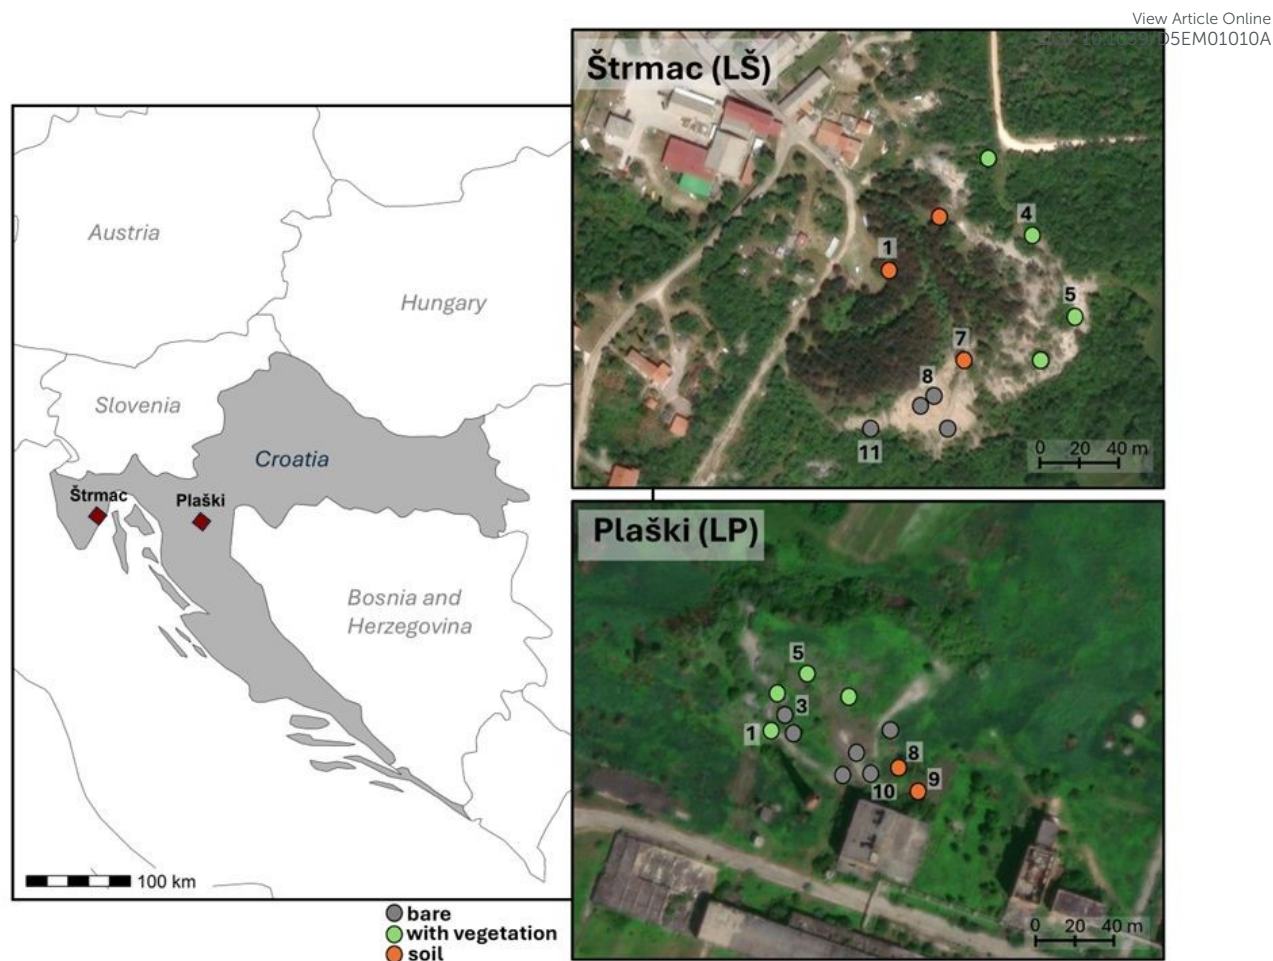 View Article Online
Štrmac (LŠ)
4
1
5
7
8
11
0 20 40 m
Austria
Hungary
Slovenia
Croatia
Štrmac
Plaški
Bosnia and
Herzegovina
100 km
Plaški (LP)
5
3
1
8
9
10
0 20 40 m
bare
with vegetation
soil